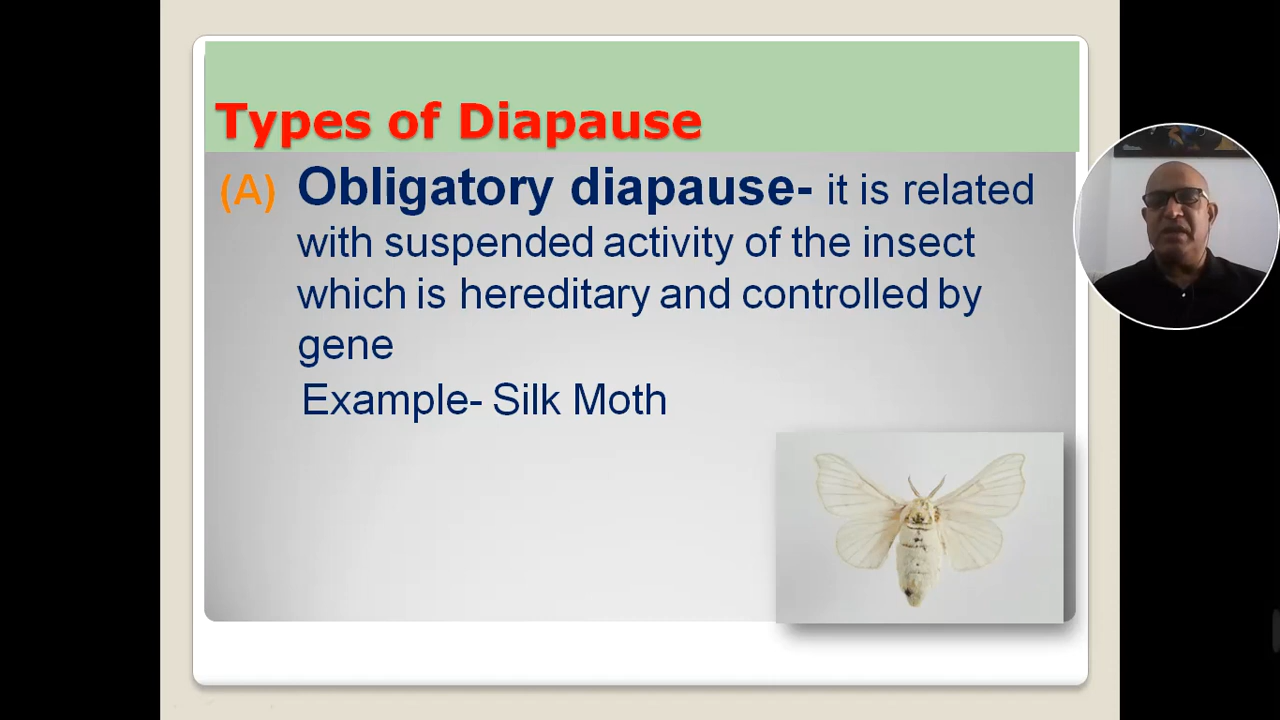 Types of Diapause
(A) Obligatory diapause- it is related
with suspended activity of the insect
which is hereditary and controlled by
gene
Example- Silk Moth